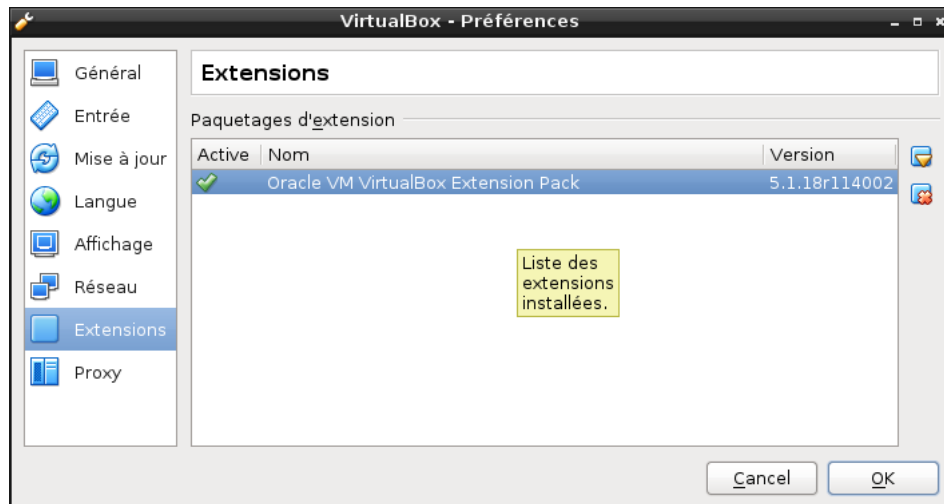 VirtualBox - Préférences
Général
Entrée
Mise à jour
Langue
Affichage
Réseau
Extensions
Proxy
Extensions
Paquetages d'extension
Active Nom Version
Oracle VM VirtualBox Extension Pack 5.1.18r114002
Liste des
extensions
installées.
Cancel OK